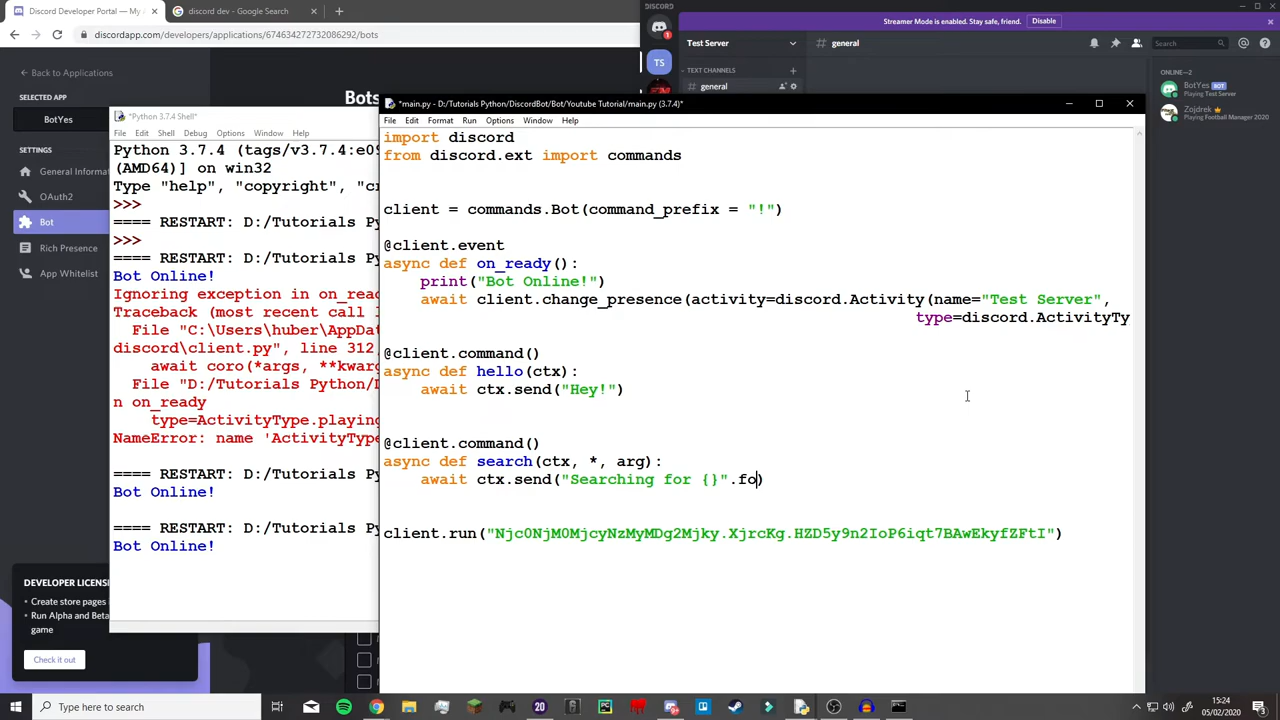 Discord Developer Portal — My A
discord dev - Google Search
discordapp.com/developers/applications/674634272732086292/bots
Back to Applications
SELECTED APP
BotYes
SETTINGS
General Informa
OAuth2
Bot
Rich Presence
App Whitelist
Bots
DEVELOPER LICENS
Create store pages
Run Alpha and Beta
game
Check it out
*Python 3.7.4 Shell*
File Edit Shell Debug Options Window Help
Python 3.7.4 (tags/v3.7.4:e09
(AMD64)] on win32
Type "help", "copyright", "cr
>>>
==== RESTART: D:/Tutorials Py
>>>
==== RESTART: D:/Tutorials Py
Bot Online!
Ignoring exception in on_read
Traceback (most recent call l
File "C:\Users\huber\AppDat
discord\client.py", line 312,
await coro(*args, **kwarg
File "D:/Tutorials Python/D
n on_ready
type=ActivityType.playing
NameError: name 'ActivityType
==== RESTART: D:/Tutorials Py
Bot Online!
==== RESTART: D:/Tutorials Py
Bot Online!
*main.py - D:/Tutorials Python/DiscordBot/Bot/Youtube Tutorial/main.py (3.7.4)*
File Edit Format Run Options Window Help
import discord
from discord.ext import commands
client = commands.Bot(command_prefix = "!")
@client.event
async def on_ready():
print("Bot Online!")
await client.change_presence(activity=discord.Activity(name="Test Server",
type=discord.ActivityTy
@client.command()
async def hello(ctx):
await ctx.send("Hey!")
@client.command()
async def search(ctx, *, arg):
await ctx.send("Searching for {}".fo)
client.run("Njc0NjM0MjcyNzMyMDg2Mjky.XjrcKg.HZD5y9n2IoP6iqt7BAwEkyfZFtI")
DISCORD
Streamer Mode is enabled. Stay safe, friend. Disable
Test Server
# general
Search
TS
TEXT CHANNELS
general
ONLINE—2
BotYes BOT
Playing Test Server
Zojdrek
Playing Football Manager 2020
Type here to search
20
15:24
05/02/2020